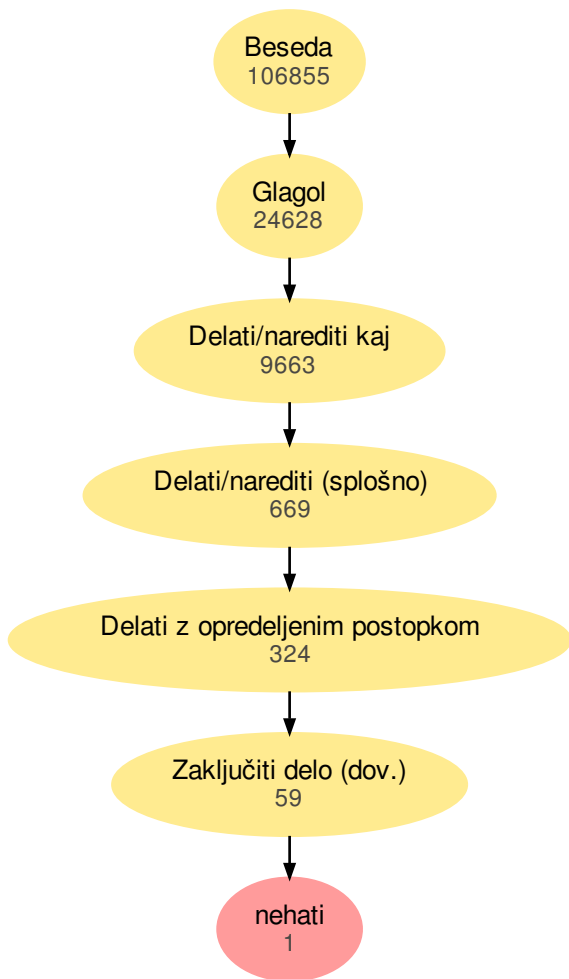 Beseda
106855
Glagol
24628
Delati/narediti kaj
9663
Delati/narediti (splošno)
669
Delati z opredeljenim postopkom
324
Zaključiti delo (dov.)
59
nehati
1